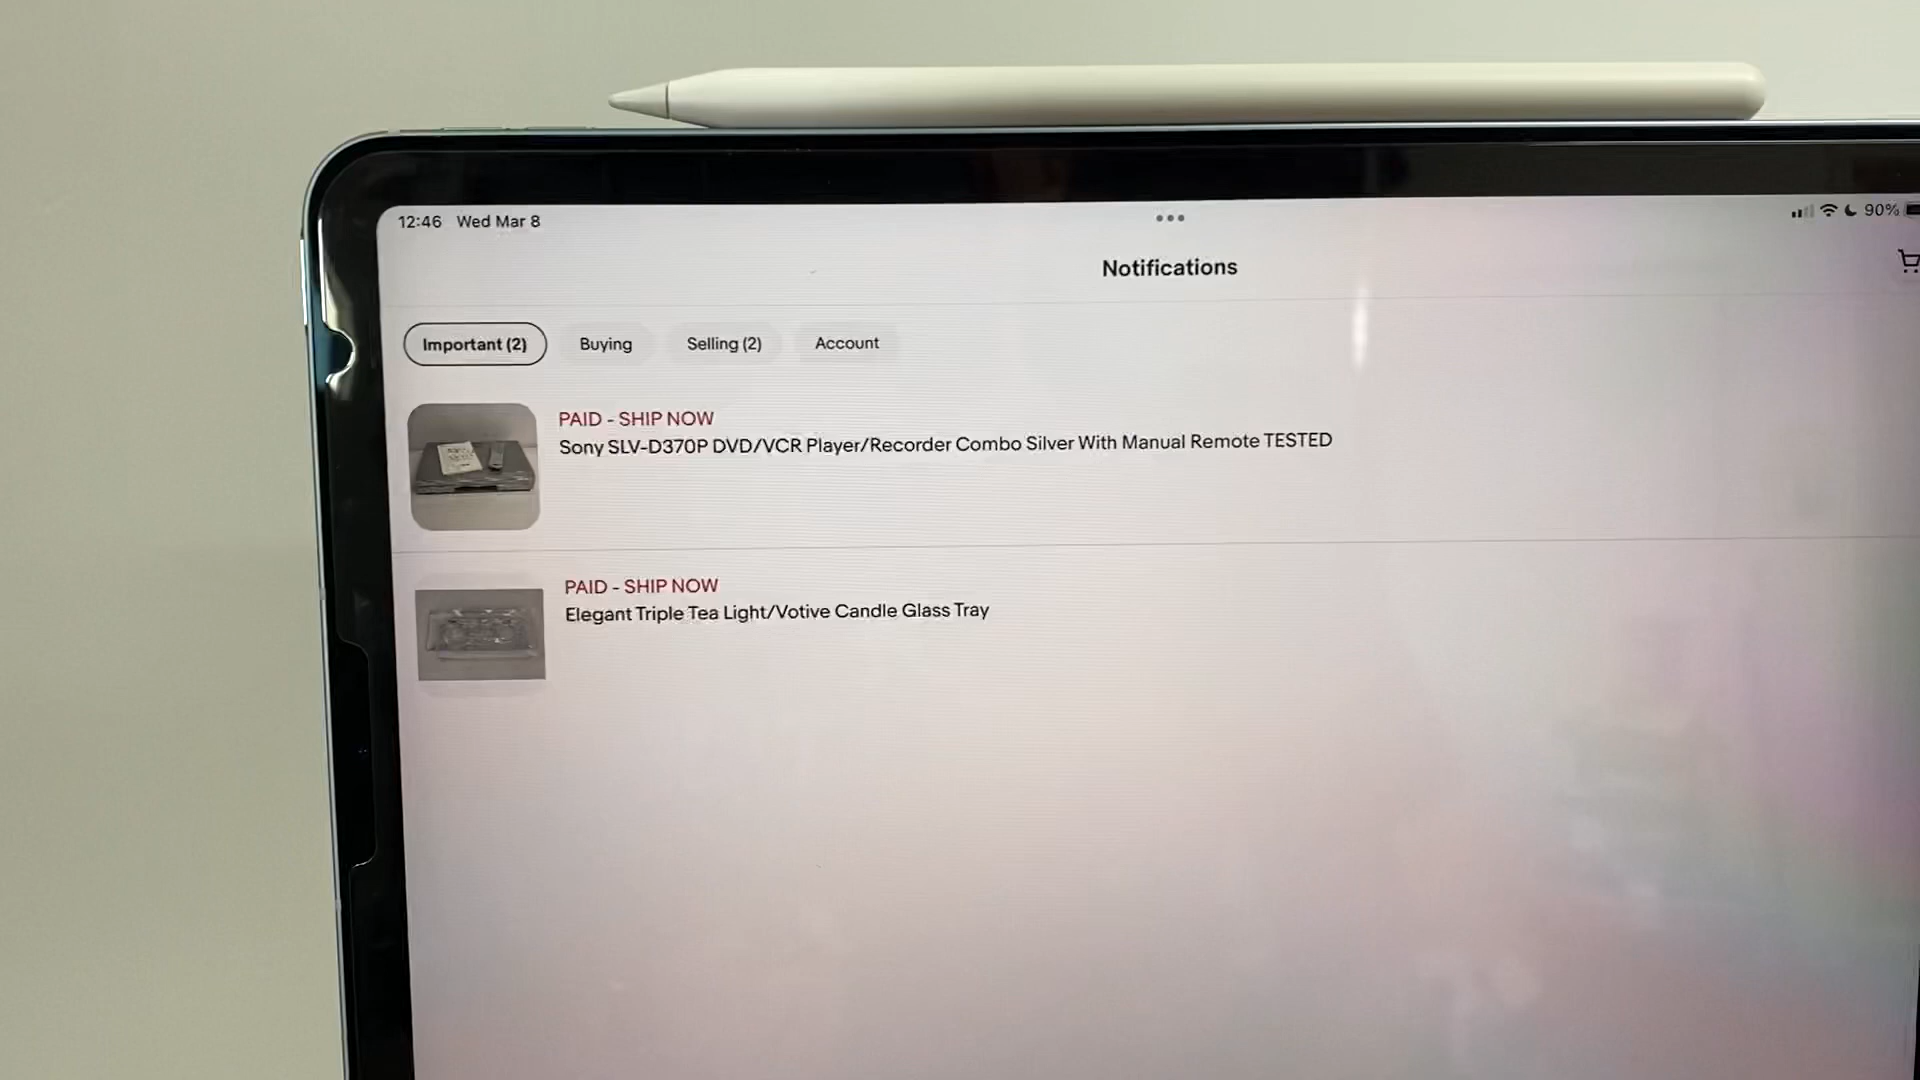 12:46 Wed Mar 8
90%
Notifications
Important (2) Buying Selling (2) Account
PAID - SHIP NOW
Sony SLV-D370P DVD/VCR Player/Recorder Combo Silver With Manual Remote TESTED
PAID - SHIP NOW
Elegant Triple Tea Light/Votive Candle Glass Tray